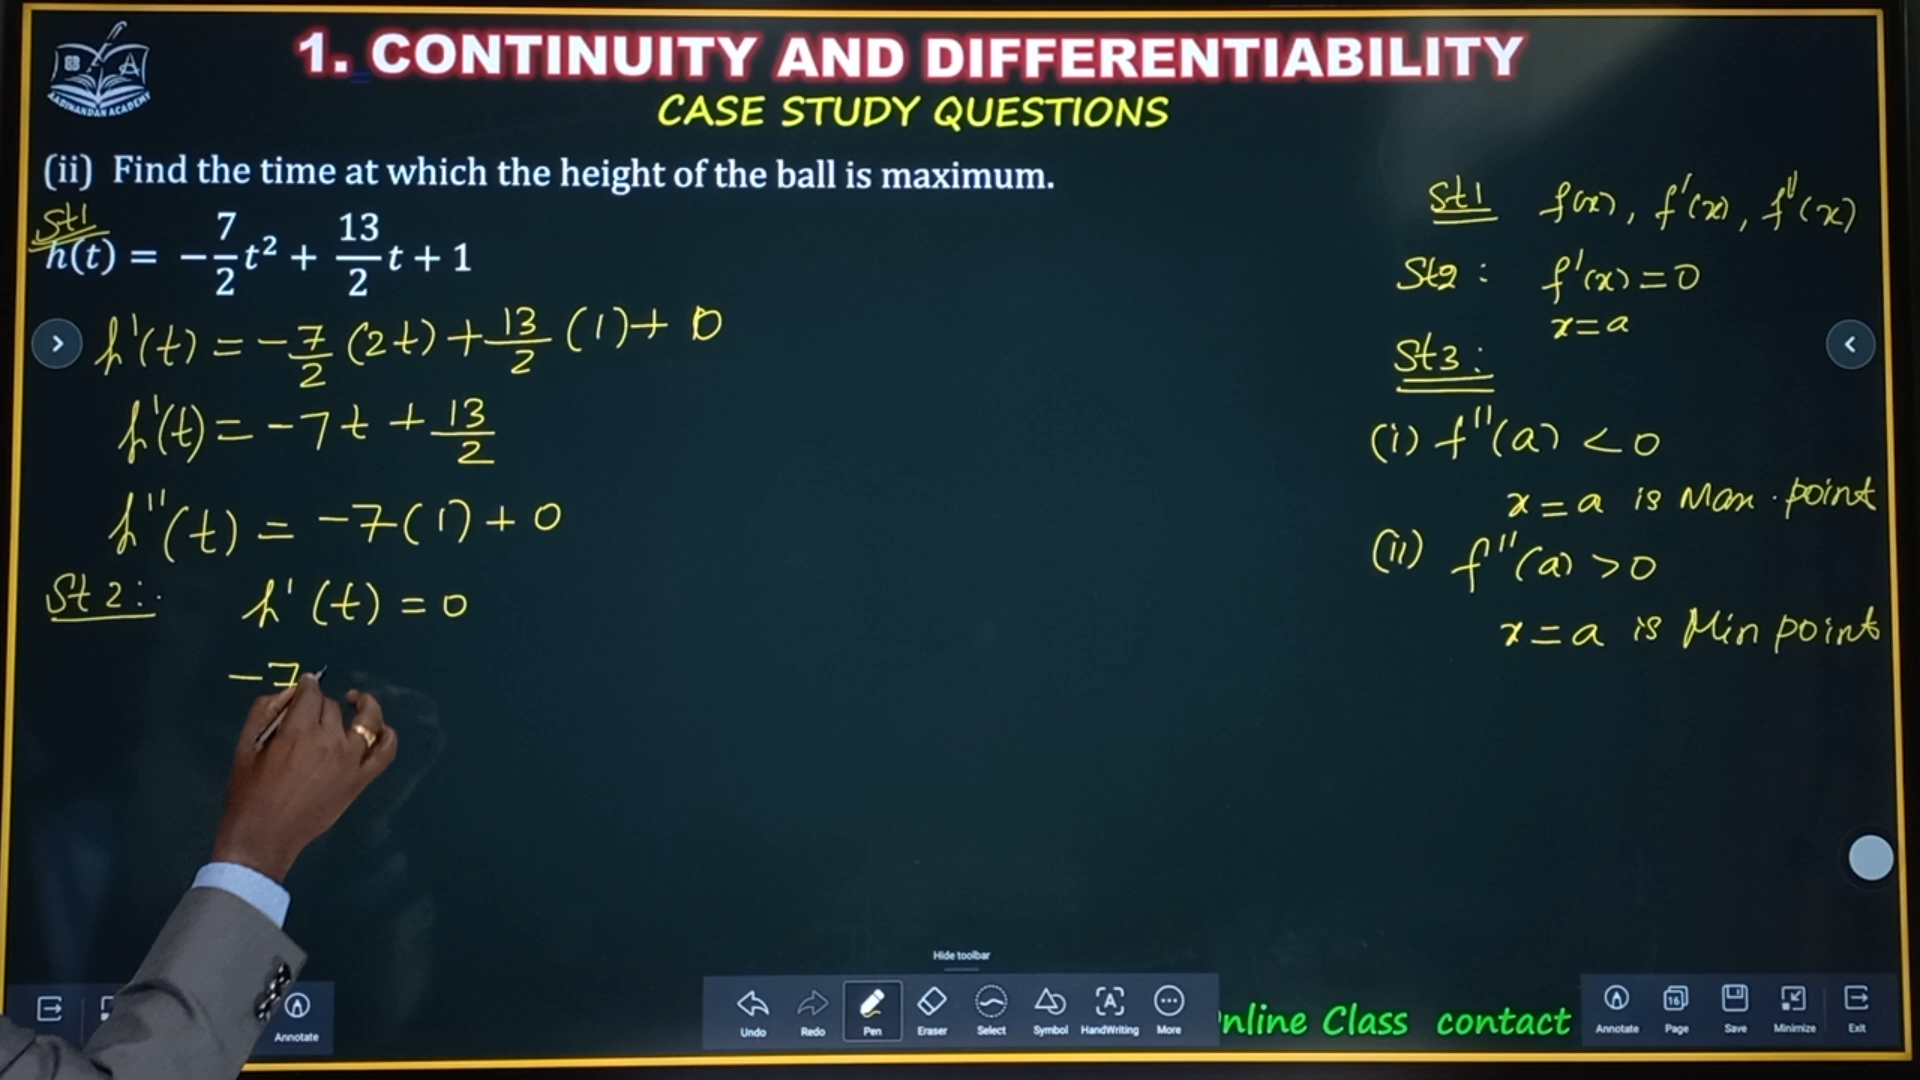 AADINANDAN ACADEMY
1. CONTINUITY AND DIFFERENTIABILITY
CASE STUDY QUESTIONS
(ii) Find the time at which the height of the ball is maximum.
St1
h(t) = -7/2 t² + 13/2 t + 1
h'(t) = -7/2 (2t) + 13/2 (1) + 0
h'(t) = -7t + 13/2
h''(t) = -7(1) + 0
St 2:. h'(t) = 0
-7
St1 f(x), f'(x), f''(x)
St2 : f'(x) = 0
x = a
St3 :
(i) f''(a) < 0
x = a is Max. point
(ii) f''(a) > 0
x = a is Min point
Hide toolbar
Annotate
Undo Redo Pen Eraser Select Symbol HandWriting More
nline Class contact
Annotate 16 Page Save Minimize Exit